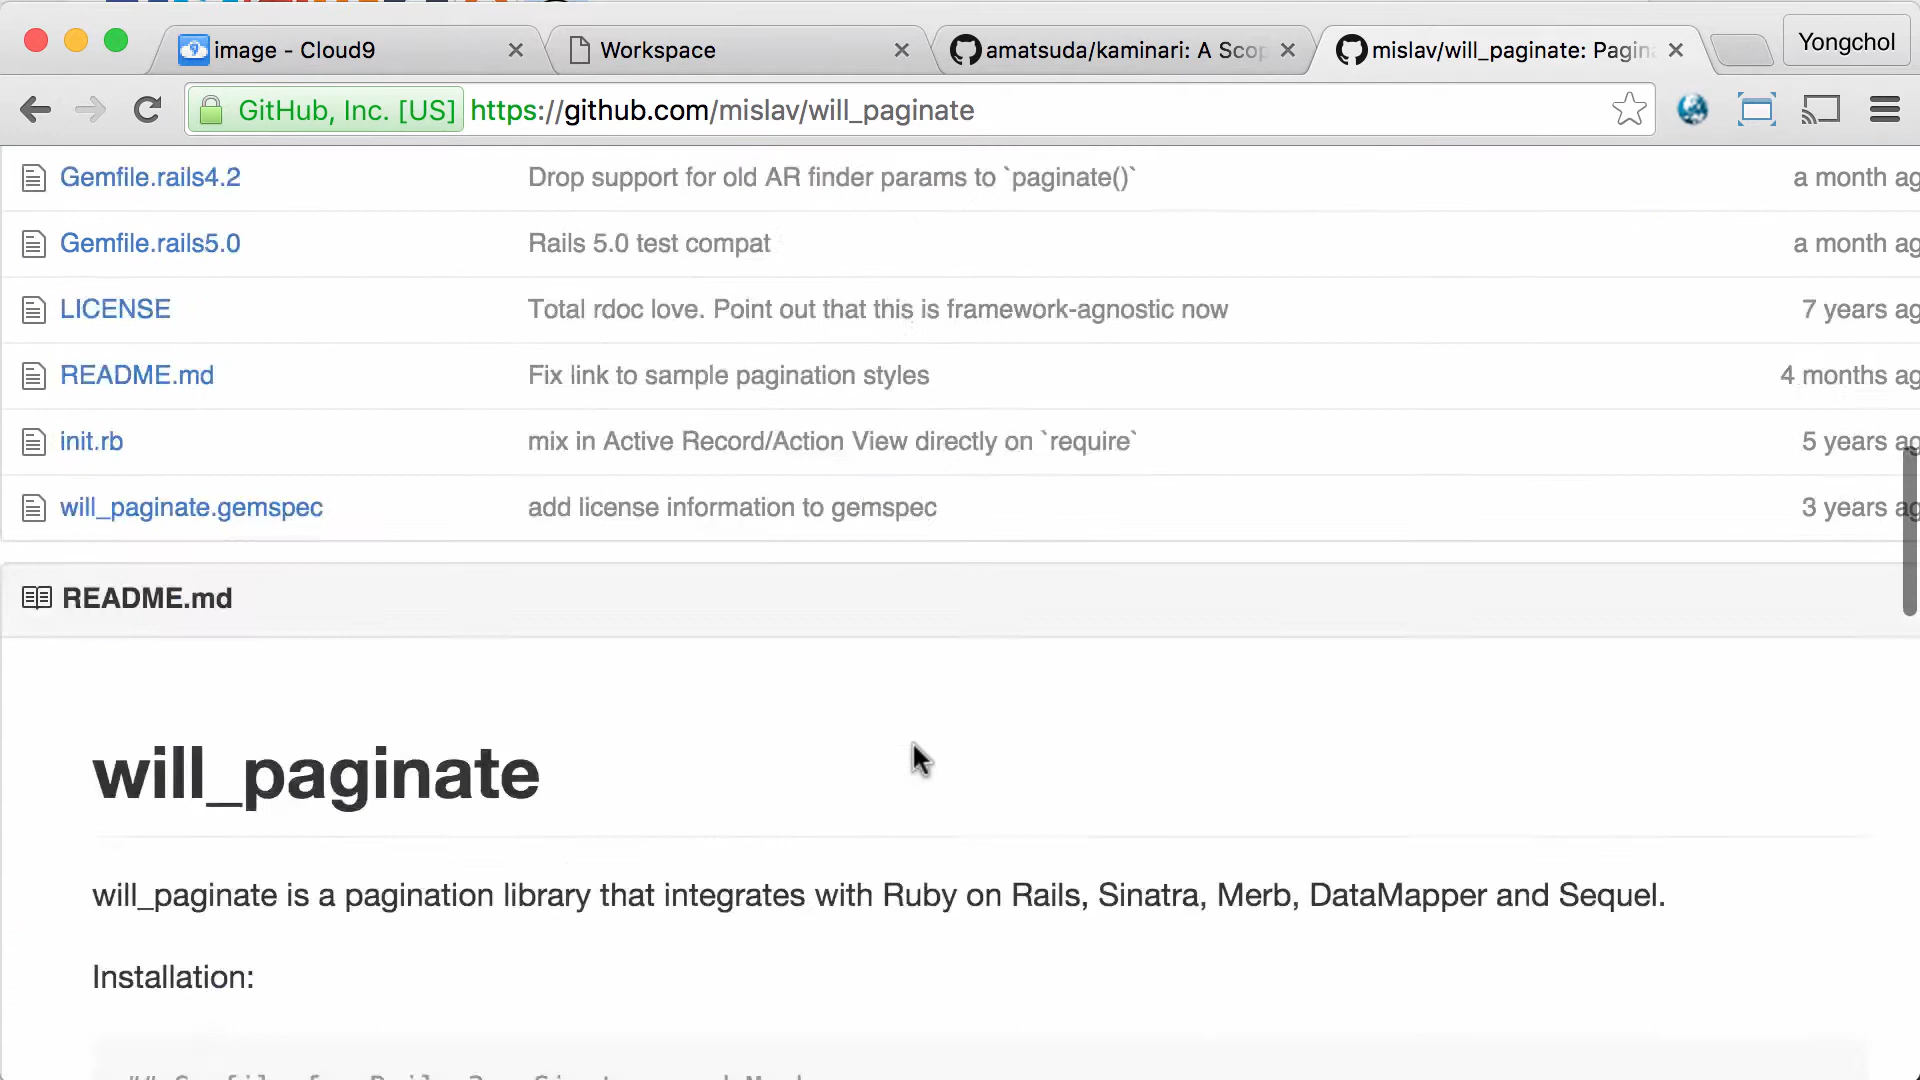 image - Cloud9
Workspace
amatsuda/kaminari: A Scop
mislav/will_paginate: Pagin
Yongchol
GitHub, Inc. [US] https://github.com/mislav/will_paginate
Gemfile.rails4.2 Drop support for old AR finder params to `paginate()` a month ag
Gemfile.rails5.0 Rails 5.0 test compat a month ag
LICENSE Total rdoc love. Point out that this is framework-agnostic now 7 years ag
README.md Fix link to sample pagination styles 4 months ag
init.rb mix in Active Record/Action View directly on `require` 5 years ag
will_paginate.gemspec add license information to gemspec 3 years ag
README.md
will_paginate
will_paginate is a pagination library that integrates with Ruby on Rails, Sinatra, Merb, DataMapper and Sequel.
Installation: